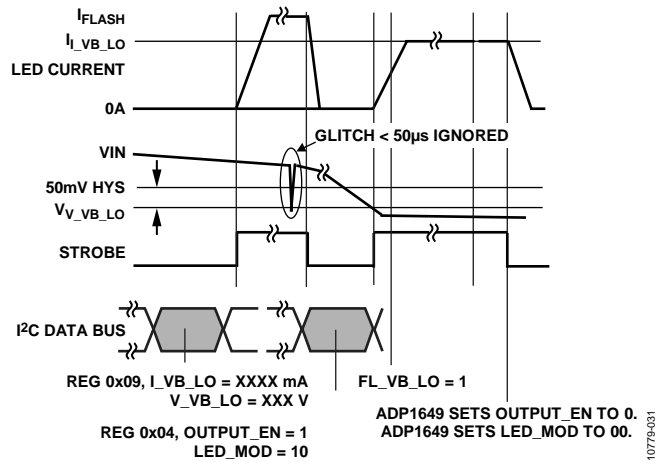 IFLASH
II_VB_LO
LED CURRENT
0A
GLITCH < 50µs IGNORED
VIN
50mV HYS
VV_VB_LO
STROBE
I2C DATA BUS
REG 0x09, I_VB_LO = XXXX mA
V_VB_LO = XXX V
FL_VB_LO = 1
REG 0x04, OUTPUT_EN = 1
LED_MOD = 10
ADP1649 SETS OUTPUT_EN TO 0.
ADP1649 SETS LED_MOD TO 00.
10779-031